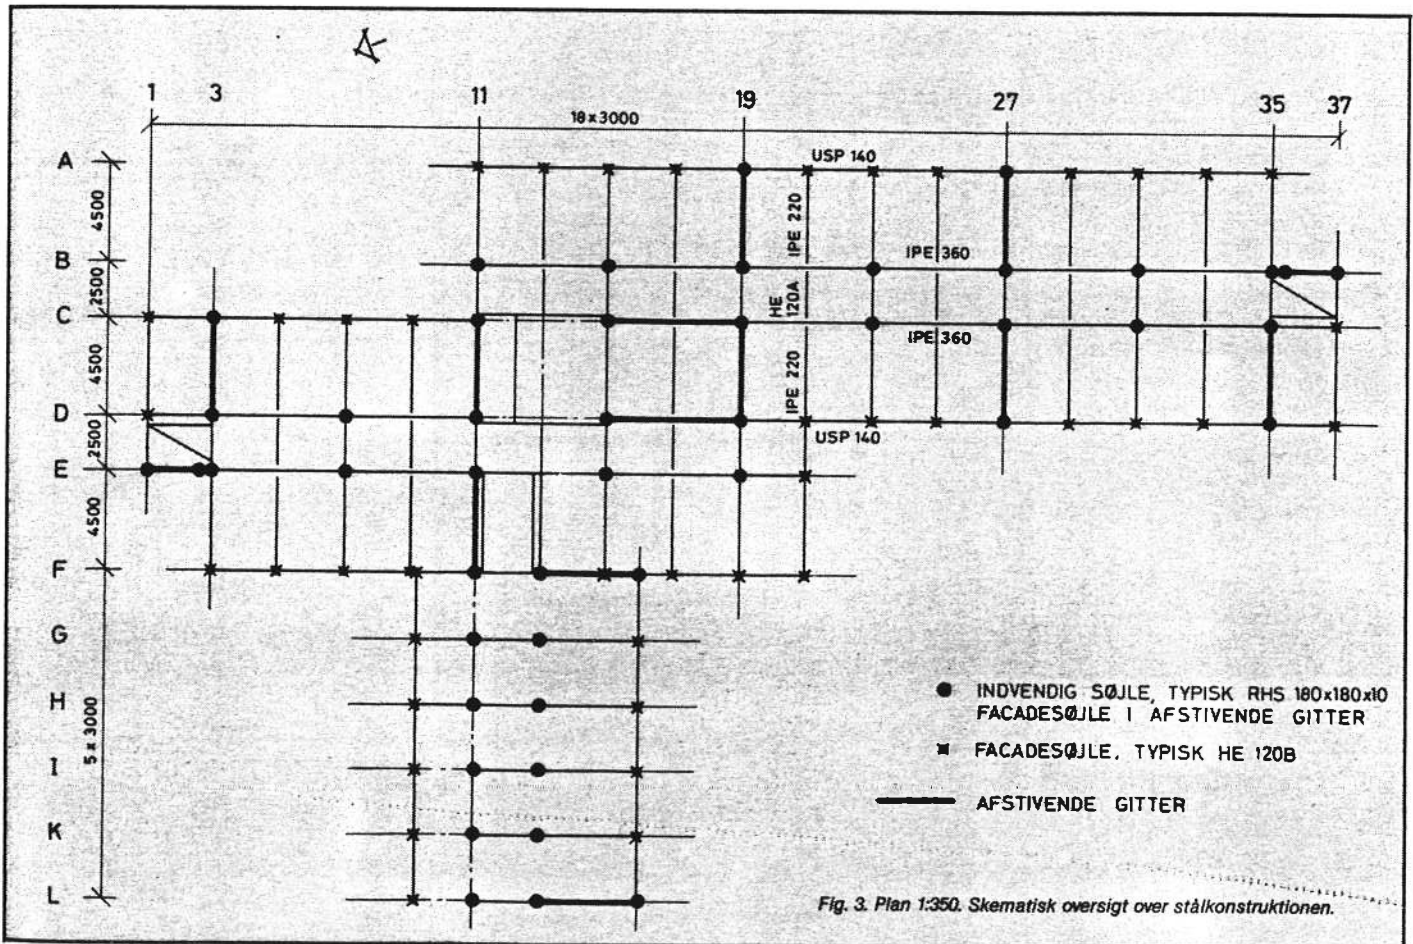 1 3 11 19 27 35 37
18 x 3000
A
USP 140
4500
IPE 220
B
IPE 360
2500
HE 120A
C
IPE 360
4500
IPE 220
D
USP 140
2500
E
4500
F
G
H
5 x 3000
I
K
L
INDVENDIG SØJLE, TYPISK RHS 180x180x10
FACADESØJLE I AFSTIVENDE GITTER
FACADESØJLE, TYPISK HE 120B
AFSTIVENDE GITTER
Fig. 3. Plan 1:350. Skematisk oversigt over stålkonstruktionen.